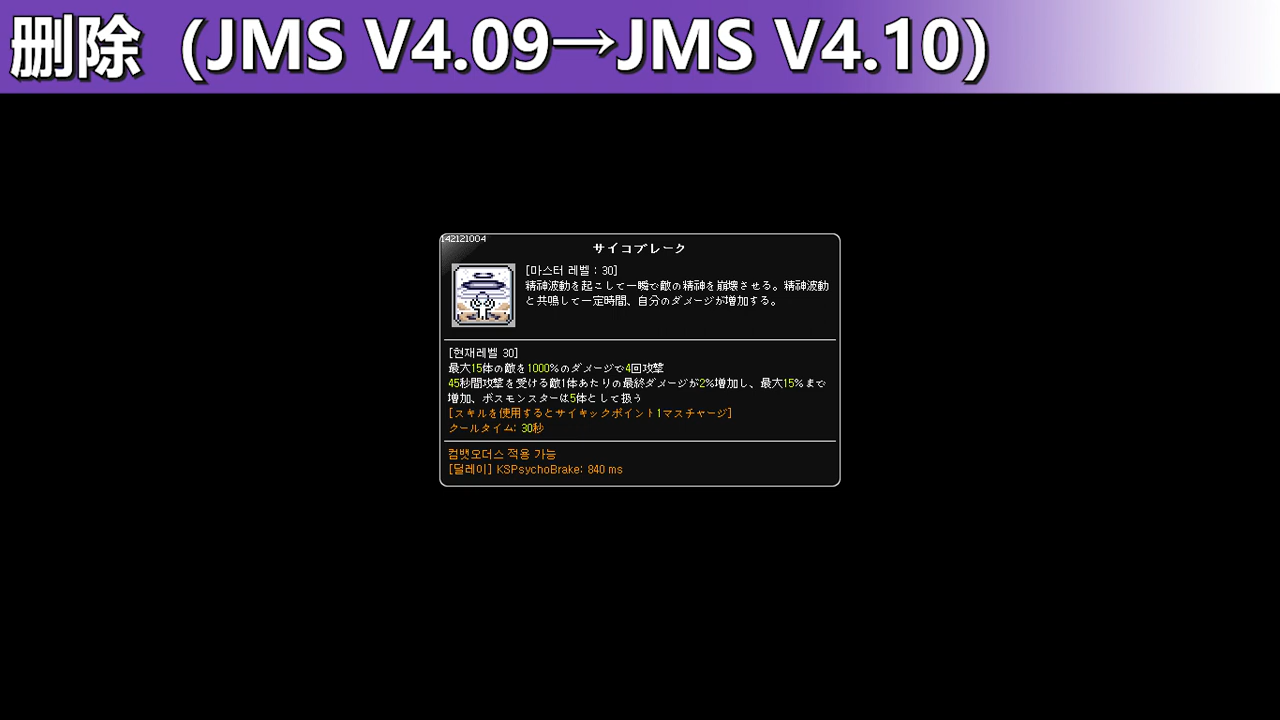 删除（JMS V4.09→JMS V4.10）
142121004
サイコブレーク
[마스터 레벨 : 30]
精神波動を起こして一瞬で敵の精神を崩壊させる。精神波動
と共鳴して一定時間、自分のダメージが増加する。
[현재레벨 30]
最大15体の敵を1000%のダメージで4回攻撃
45秒間攻撃を受ける敵1体あたりの最終ダメージが2%増加し、最大15%まで
増加、ボスモンスターは5体として扱う
[スキルを使用するとサイキックポイント1マスチャージ]
クールタイム: 30秒
컴뱃오더스 적용 가능
[딜레이] KSPsychoBrake: 840 ms